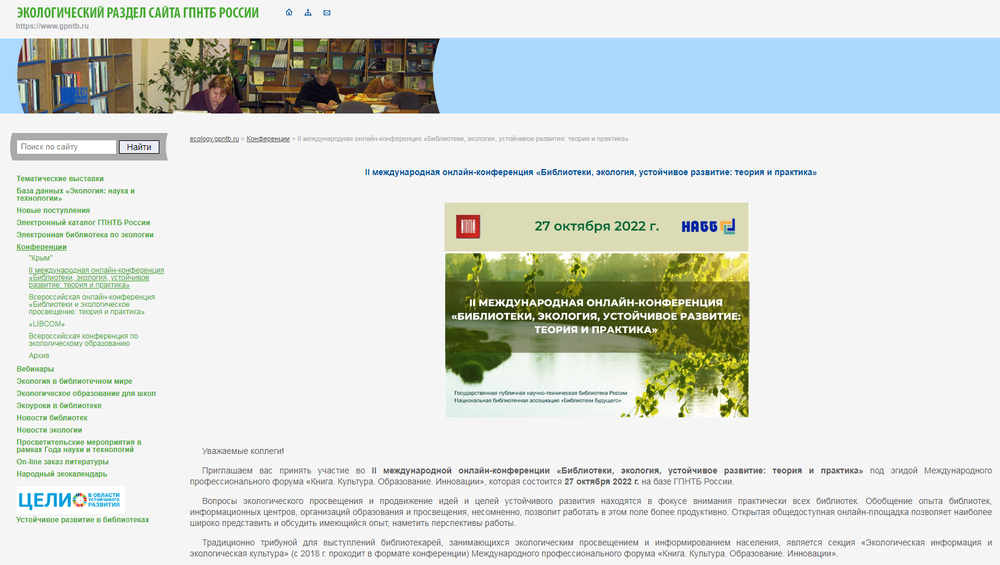 ЭКОЛОГИЧЕСКИЙ РАЗДЕЛ САЙТА ГПНТБ РОССИИ
https://www.gpntb.ru
Д9
Поиск по сайту
Найти
Тематические выставки
База данных «Экология: наука и
технологии»
Новые поступления
Электронный каталог ГПНТБ России
Электронная библиотека по экологии
Конференции
"Крым"
II международная онлайн-конференция
«Библиотеки, экология, устойчивое
развитие: теория и практика»
Всероссийская онлайн-конференция
«Библиотеки и экологическое
просвещение: теория и практика»
«LIBCOM»
Всероссийская конференция по
экологическому образованию
Архив
Вебинары
Экология в библиотечном мире
Экологическое образование для школ
Экоуроки в библиотеке
Новости библиотек
Новости экологии
Просветительские мероприятия в
рамках Года науки и технологий
On-line заказ литературы
Народный экокалендарь
ЦЕЛИ В ОБЛАСТИ
УСТОЙЧИВОГО
РАЗВИТИЯ
Устойчивое развитие в библиотеках
ecology.gpntb.ru > Конференции > II международная онлайн-конференция «Библиотеки, экология, устойчивое развитие: теория и практика»
II международная онлайн-конференция «Библиотеки, экология, устойчивое развитие: теория и практика»
ГПНТБ
27 октября 2022 г.
НАББ
II МЕЖДУНАРОДНАЯ ОНЛАЙН-КОНФЕРЕНЦИЯ
«БИБЛИОТЕКИ, ЭКОЛОГИЯ, УСТОЙЧИВОЕ РАЗВИТИЕ:
ТЕОРИЯ И ПРАКТИКА»
Государственная публичная научно-техническая библиотека России
Национальная библиотечная ассоциация «Библиотеки будущего»
Уважаемые коллеги!
Приглашаем вас принять участие во II международной онлайн-конференции «Библиотеки, экология, устойчивое развитие: теория и практика» под эгидой Международного
профессионального форума «Книга. Культура. Образование. Инновации», которая состоится 27 октября 2022 г. на базе ГПНТБ России.
Вопросы экологического просвещения и продвижение идей и целей устойчивого развития находятся в фокусе внимания практически всех библиотек. Обобщение опыта библиотек,
информационных центров, организаций образования и просвещения, несомненно, позволит работать в этом поле более продуктивно. Открытая общедоступная онлайн-площадка позволяет наиболее
широко представить и обсудить имеющийся опыт, наметить перспективы работы.
Традиционно трибуной для выступлений библиотекарей, занимающихся экологическим просвещением и информированием населения, является секция «Экологическая информация и
экологическая культура» (с 2018 г. проходит в формате конференции) Международного профессионального форума «Книга. Культура. Образование. Инновации».